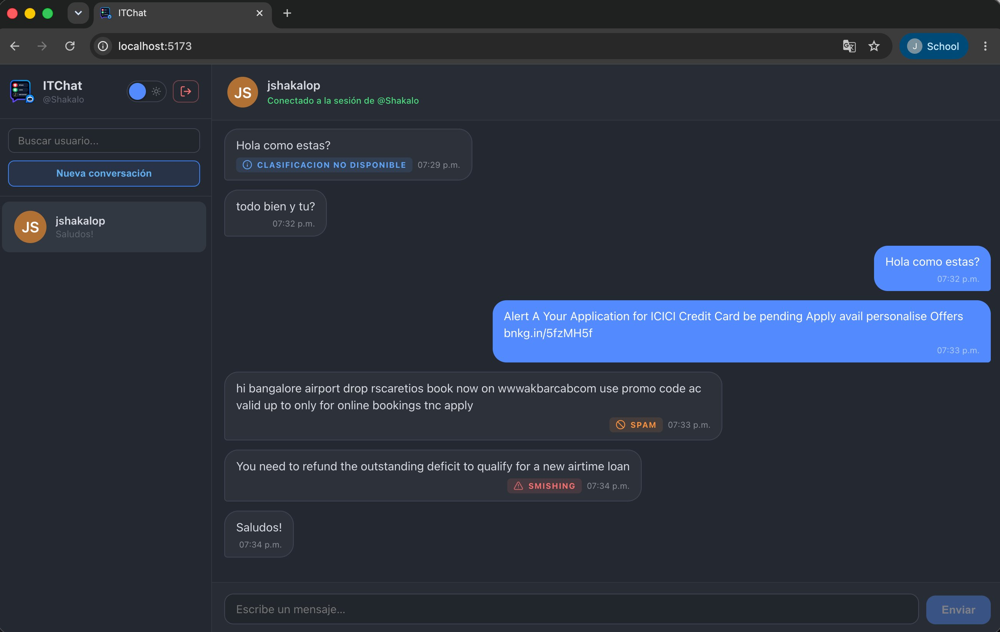 ITChat
localhost:5173
J
School
ITChat
@Shakalo
Buscar usuario...
Nueva conversación
JS
jshakalop
Saludos!
JS
jshakalop
Conectado a la sesión de @Shakalo
Hola como estas?
CLASIFICACION NO DISPONIBLE 07:29 p.m.
todo bien y tu?
07:32 p.m.
Hola como estas?
07:32 p.m.
Alert A Your Application for ICICI Credit Card be pending Apply avail personalise Offers
bnkg.in/5fzMH5f
07:33 p.m.
hi bangalore airport drop rscaretios book now on wwwakbarcabcom use promo code ac
valid up to only for online bookings tnc apply
SPAM 07:33 p.m.
You need to refund the outstanding deficit to qualify for a new airtime loan
SMISHING 07:34 p.m.
Saludos!
07:34 p.m.
Escribe un mensaje...
Enviar